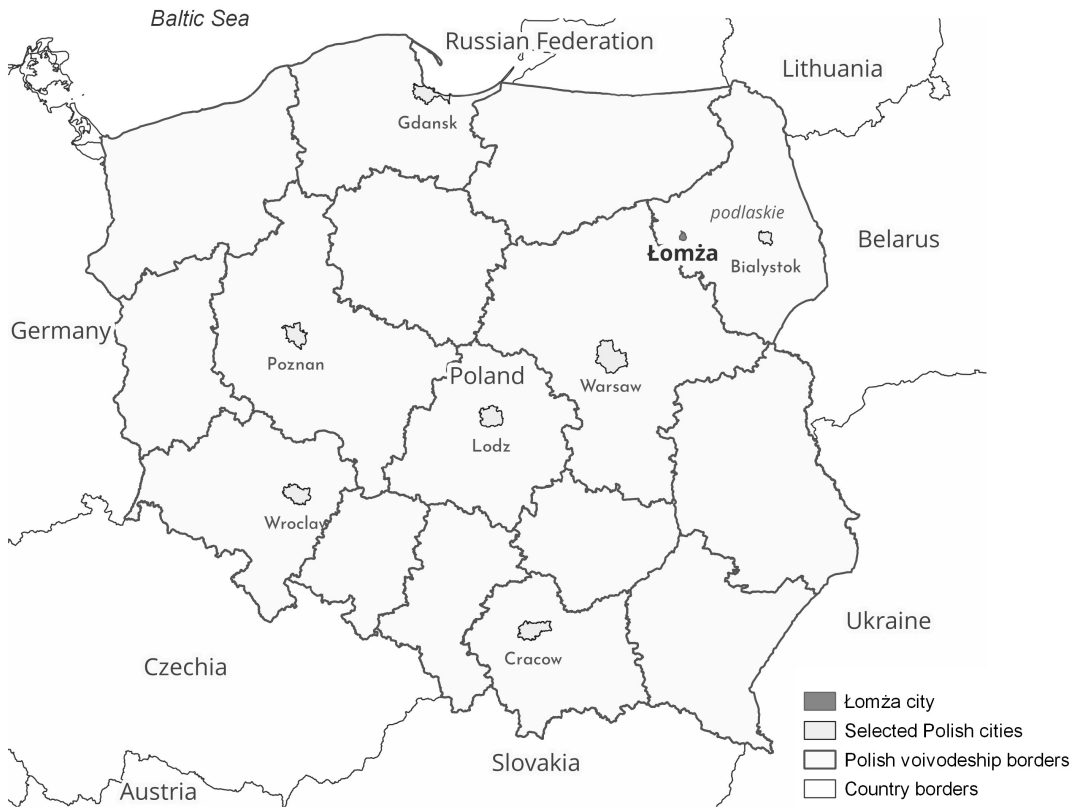 Baltic Sea
Russian Federation
Lithuania
Gdansk
podlaskie
Belarus
Łomża
Bialystok
Germany
Poznan
Poland
Warsaw
Lodz
Wroclaw
Ukraine
Cracow
Czechia
Slovakia
Austria
Łomża city
Selected Polish cities
Polish voivodeship borders
Country borders